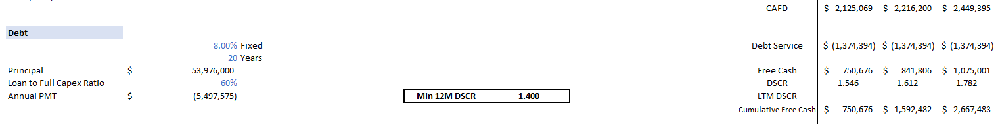 CAFD $ 2,125,069 $ 2,216,200 $ 2,449,395
Debt
8.00% Fixed Debt Service $ (1,374,394) $ (1,374,394) $ (1,374,394)
20 Years
Principal $ 53,976,000 Free Cash $ 750,676 $ 841,806 $ 1,075,001
Loan to Full Capex Ratio 60% DSCR 1.546 1.612 1.782
Annual PMT $ (5,497,575) Min 12M DSCR 1.400 LTM DSCR
Cumulative Free Cash $ 750,676 $ 1,592,482 $ 2,667,483